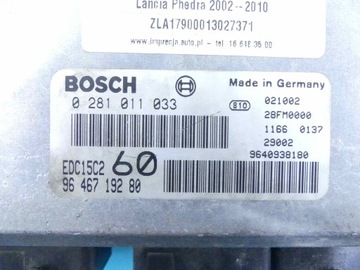 Lancia Phedra 2002-2010
ZLA17900013027371
BOSCH
Made in Germany
0 281 011 033
810
021002
28FM0000
1166 0137
29002
9640938180
EDC15C2 60
96 467 192 80